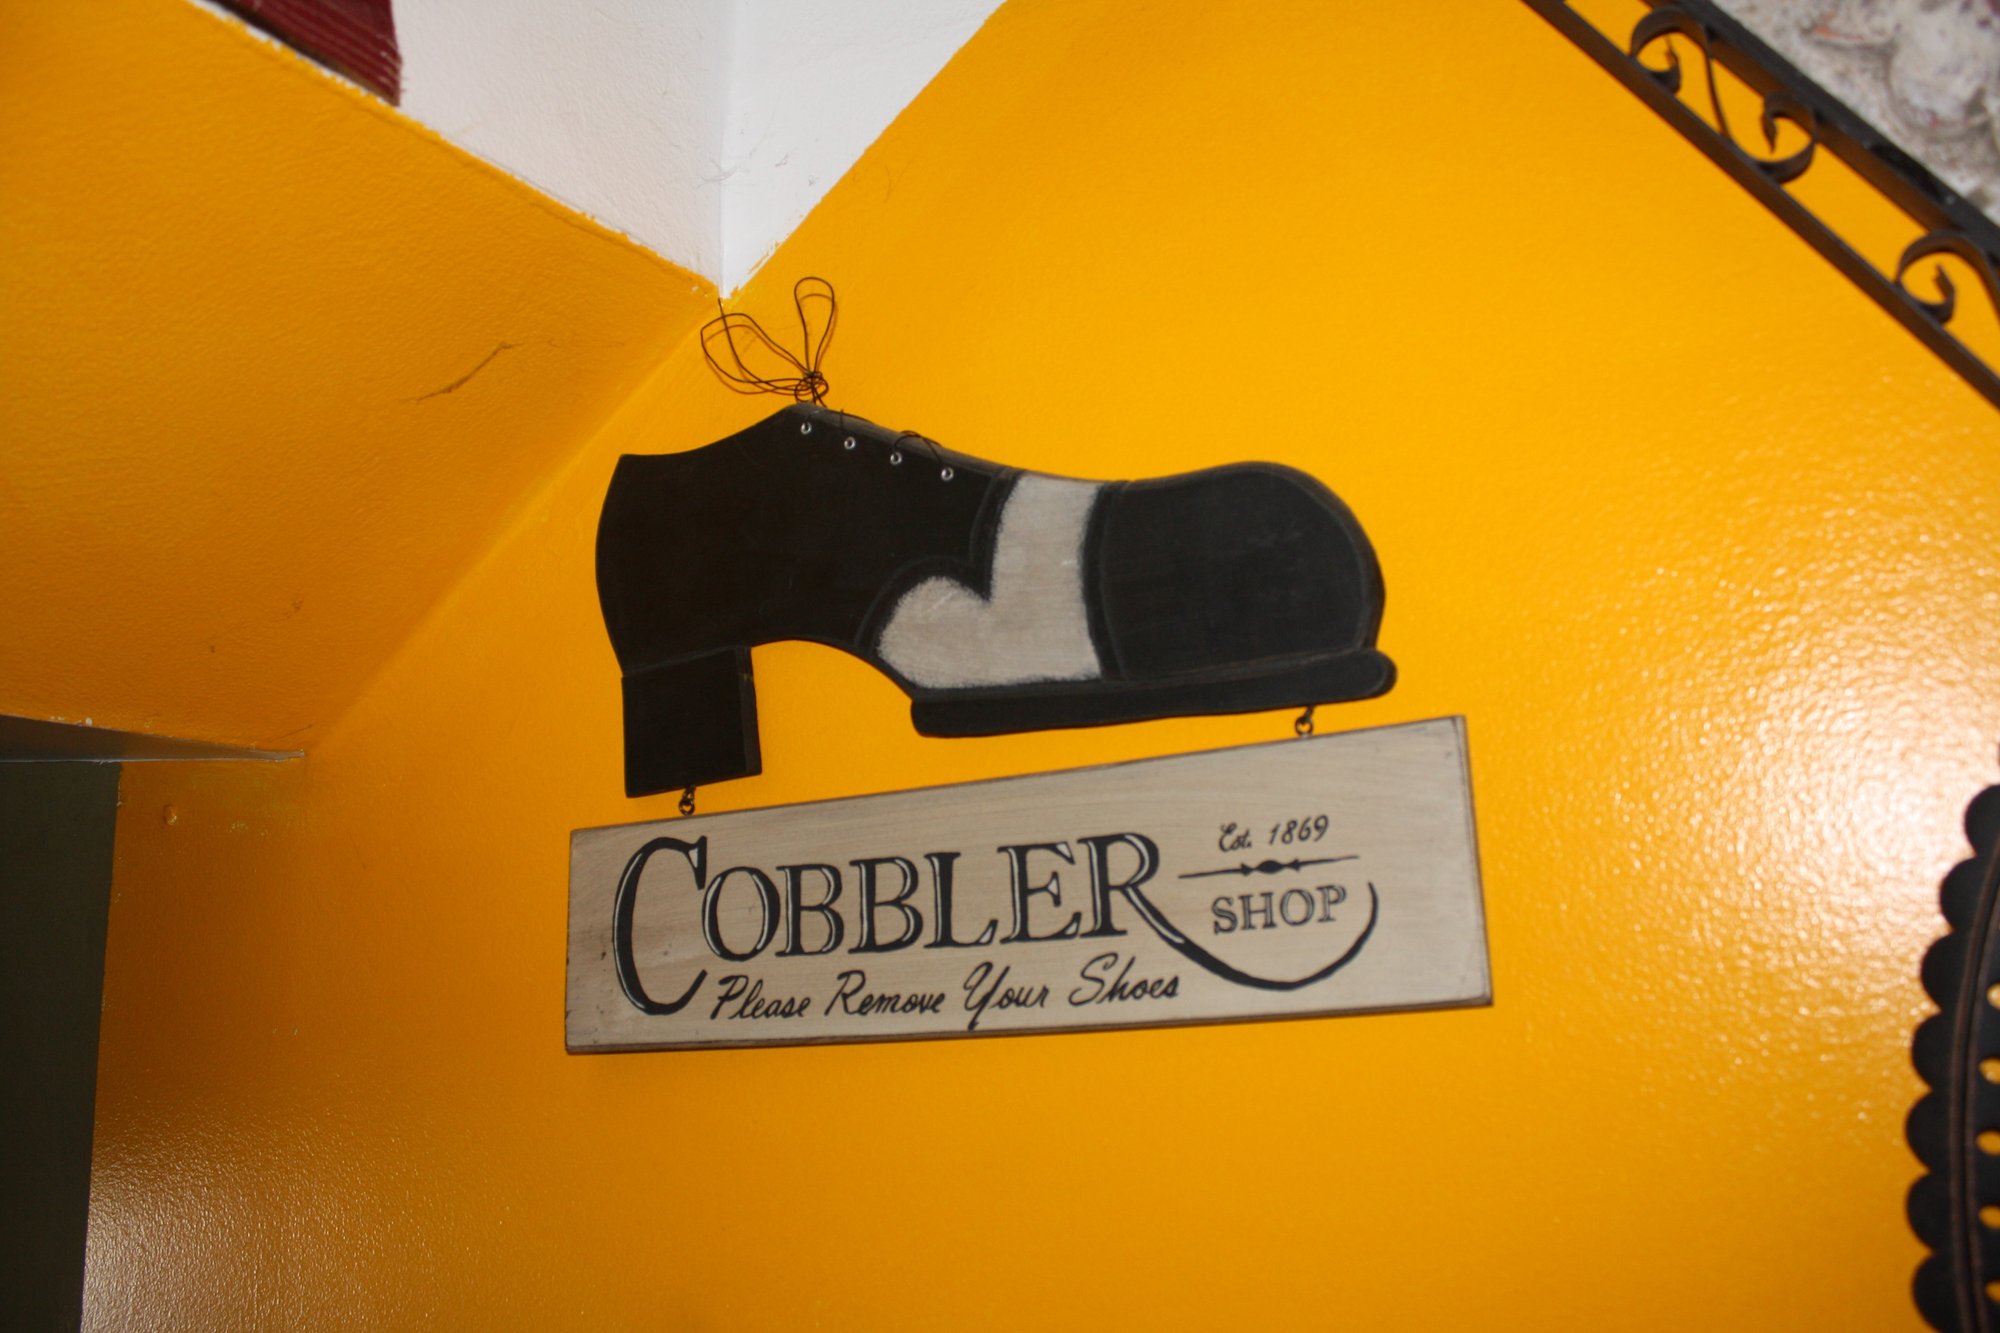 COBBLER
Est. 1869
SHOP
Please Remove Your Shoes